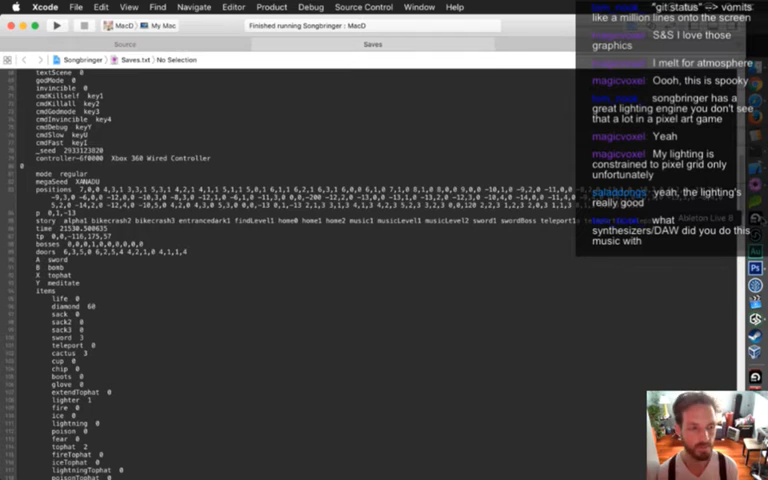 Xcode File Edit View Find Navigate Editor Product Debug Source Control Window Help
MacD My Mac
Finished running Songbringer : MacD
Source
Saves
Songbringer Saves.txt No Selection
textScene 0
godMode 0
invincible 0
cmdKillself key1
cmdKillall key2
cmdGodmode key3
cmdInvincible key4
cmdDebug keyY
cmdSlow keyU
cmdFast keyI
_seed 2933123820
controller-6f0000 Xbox 360 Wired Controller
0
mode regular
megaSeed XANADU
p 0,1,-13
time 21530.500635
tp 0,0,-116,175,57
bosses 0,0,0,1,0,0,0,0,0,0
doors 6,3,5,0 6,2,5,4 4,2,1,0 4,1,1,4
A sword
B bomb
X tophat
Y meditate
items
life 0
diamond 60
sack 0
sack2 0
sack3 0
sword 3
teleport 0
cactus 3
cup 0
chip 0
boots 0
glove 0
extendTophat 0
lighter 1
fire 0
ice 0
lightning 0
poison 0
fear 0
tophat 2
fireTophat 0
iceTophat 0
lightningTophat 0
poisonTophat 0
"git status" --> vomits
like a million lines onto the screen
magicvoxel S&S I love those
graphics
magicvoxel I melt for atmosphere
magicvoxel Oooh, this is spooky
songbringer has a
great lighting engine you don't see
that a lot in a pixel art game
magicvoxel Yeah
magicvoxel My lighting is
constrained to pixel grid only
unfortunately
yeah, the lighting's
really good
what
synthesizers/DAW did you do this
music with
Ableton Live 8